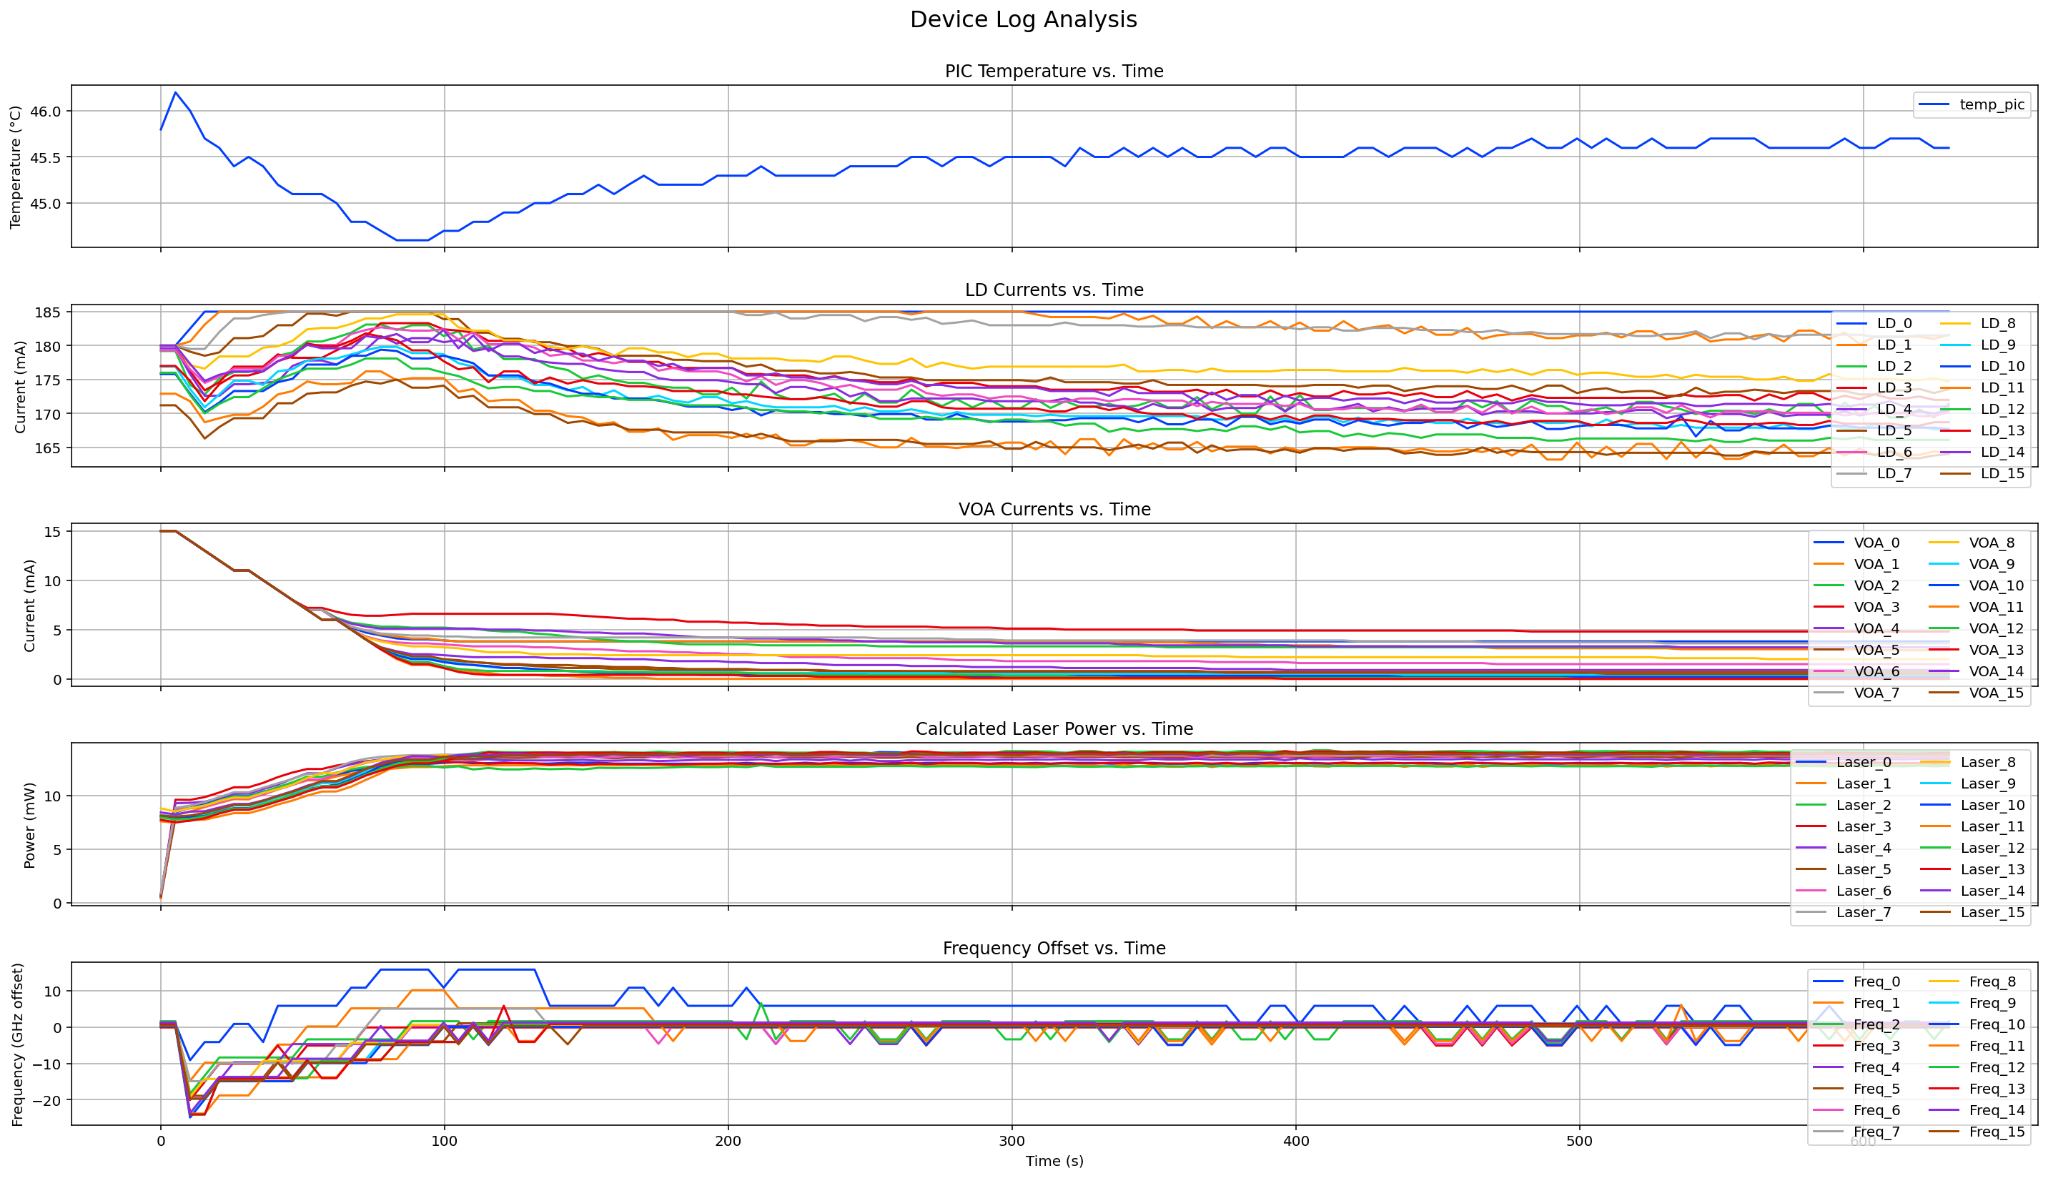 Device Log Analysis
PIC Temperature vs. Time
Temperature (°C)
46.0
45.5
45.0
temp_pic
LD Currents vs. Time
Current (mA)
185
180
175
170
165
LD_0 LD_8
LD_1 LD_9
LD_2 LD_10
LD_3 LD_11
LD_4 LD_12
LD_5 LD_13
LD_6 LD_14
LD_7 LD_15
VOA Currents vs. Time
Current (mA)
15
10
5
0
VOA_0 VOA_8
VOA_1 VOA_9
VOA_2 VOA_10
VOA_3 VOA_11
VOA_4 VOA_12
VOA_5 VOA_13
VOA_6 VOA_14
VOA_7 VOA_15
Calculated Laser Power vs. Time
Power (mW)
10
5
0
Laser_0 Laser_8
Laser_1 Laser_9
Laser_2 Laser_10
Laser_3 Laser_11
Laser_4 Laser_12
Laser_5 Laser_13
Laser_6 Laser_14
Laser_7 Laser_15
Frequency Offset vs. Time
Frequency (GHz offset)
10
0
−10
−20
Freq_0 Freq_8
Freq_1 Freq_9
Freq_2 Freq_10
Freq_3 Freq_11
Freq_4 Freq_12
Freq_5 Freq_13
Freq_6 Freq_14
Freq_7 Freq_15
0 100 200 300 400 500 600
Time (s)